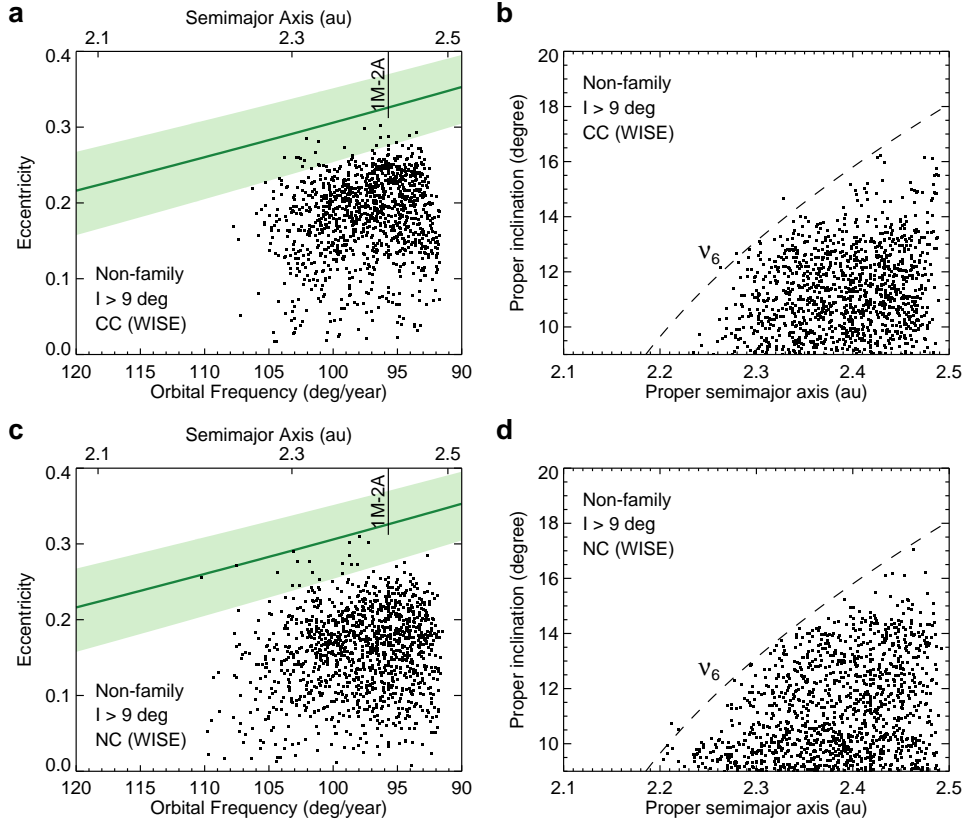 a
Semimajor Axis (au)
2.1 2.3 2.5
0.4
0.3
0.2
0.1
0.0
Eccentricity
1M-2A
Non-family
I > 9 deg
CC (WISE)
120 115 110 105 100 95 90
Orbital Frequency (deg/year)
b
20
18
16
14
12
10
Proper inclination (degree)
Non-family
I > 9 deg
CC (WISE)
ν6
2.1 2.2 2.3 2.4 2.5
Proper semimajor axis (au)
c
Semimajor Axis (au)
2.1 2.3 2.5
0.4
0.3
0.2
0.1
0.0
Eccentricity
1M-2A
Non-family
I > 9 deg
NC (WISE)
120 115 110 105 100 95 90
Orbital Frequency (deg/year)
d
20
18
16
14
12
10
Proper inclination (degree)
Non-family
I > 9 deg
NC (WISE)
ν6
2.1 2.2 2.3 2.4 2.5
Proper semimajor axis (au)